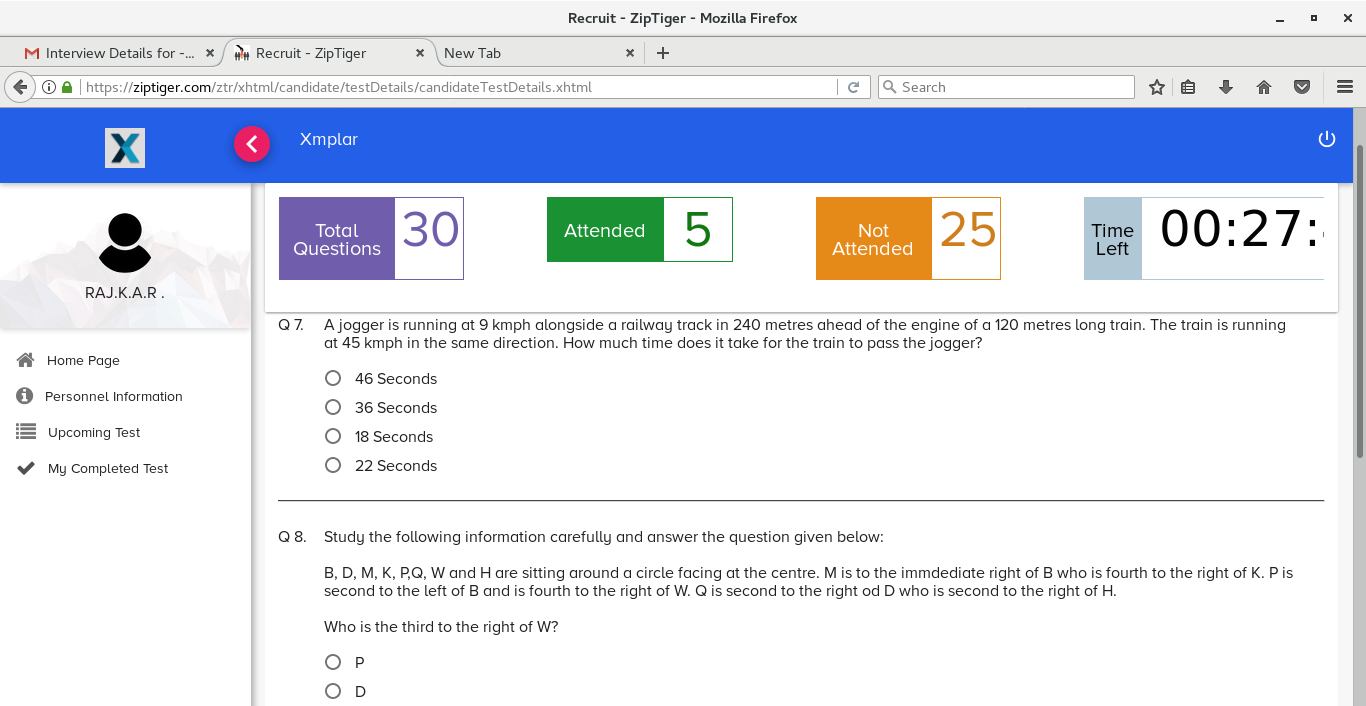 Recruit - ZipTiger - Mozilla Firefox
Interview Details for -...
Recruit - ZipTiger
New Tab
https://ziptiger.com/ztr/xhtml/candidate/testDetails/candidateTestDetails.xhtml
Search
X
Xmplar
Total Questions 30
Attended 5
Not Attended 25
Time Left 00:27:
RAJ.K.A.R .
Home Page
Personnel Information
Upcoming Test
My Completed Test
Q 7. A jogger is running at 9 kmph alongside a railway track in 240 metres ahead of the engine of a 120 metres long train. The train is running
at 45 kmph in the same direction. How much time does it take for the train to pass the jogger?
46 Seconds
36 Seconds
18 Seconds
22 Seconds
Q 8. Study the following information carefully and answer the question given below:
B, D, M, K, P,Q, W and H are sitting around a circle facing at the centre. M is to the immdediate right of B who is fourth to the right of K. P is
second to the left of B and is fourth to the right of W. Q is second to the right od D who is second to the right of H.
Who is the third to the right of W?
P
D